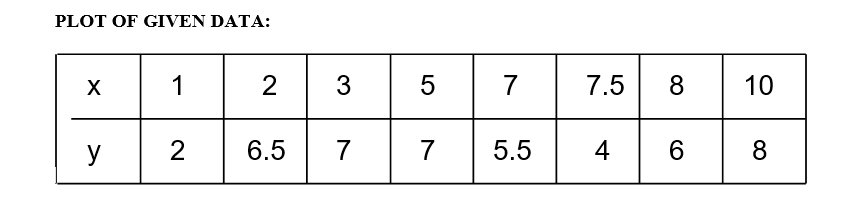 PLOT OF GIVEN DATA:
x 1 2 3 5 7 7.5 8 10
y 2 6.5 7 7 5.5 4 6 8